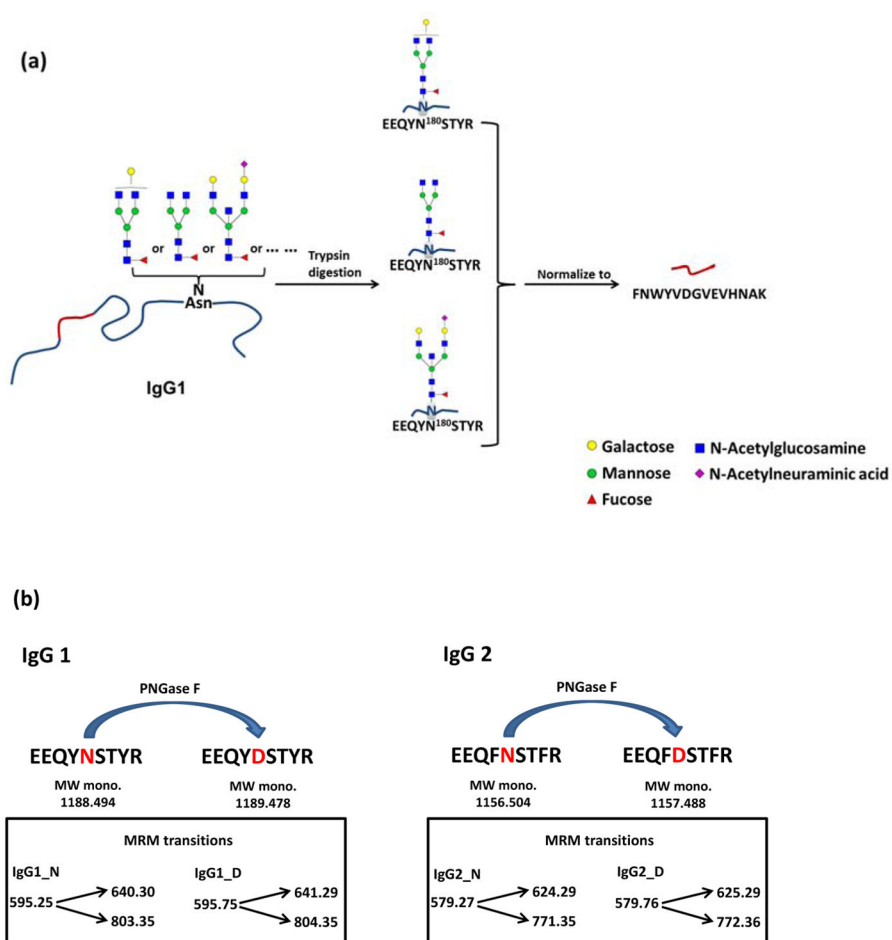 (a)
N
EEQYN¹⁸⁰STYR
or or or ... ...
N
Asn
IgG1
Trypsin
digestion
N
EEQYN¹⁸⁰STYR
N
EEQYN¹⁸⁰STYR
Normalize to
FNWYVDGVEVHNAK
Galactose
N-Acetylglucosamine
Mannose
N-Acetylneuraminic acid
Fucose
(b)
IgG 1
PNGase F
EEQYNSTYR
EEQYDSTYR
MW mono.
1188.494
MW mono.
1189.478
MRM transitions
IgG1_N
595.25
640.30
803.35
IgG1_D
595.75
641.29
804.35
IgG 2
PNGase F
EEQFNSTFR
EEQFDSTFR
MW mono.
1156.504
MW mono.
1157.488
MRM transitions
IgG2_N
579.27
624.29
771.35
IgG2_D
579.76
625.29
772.36